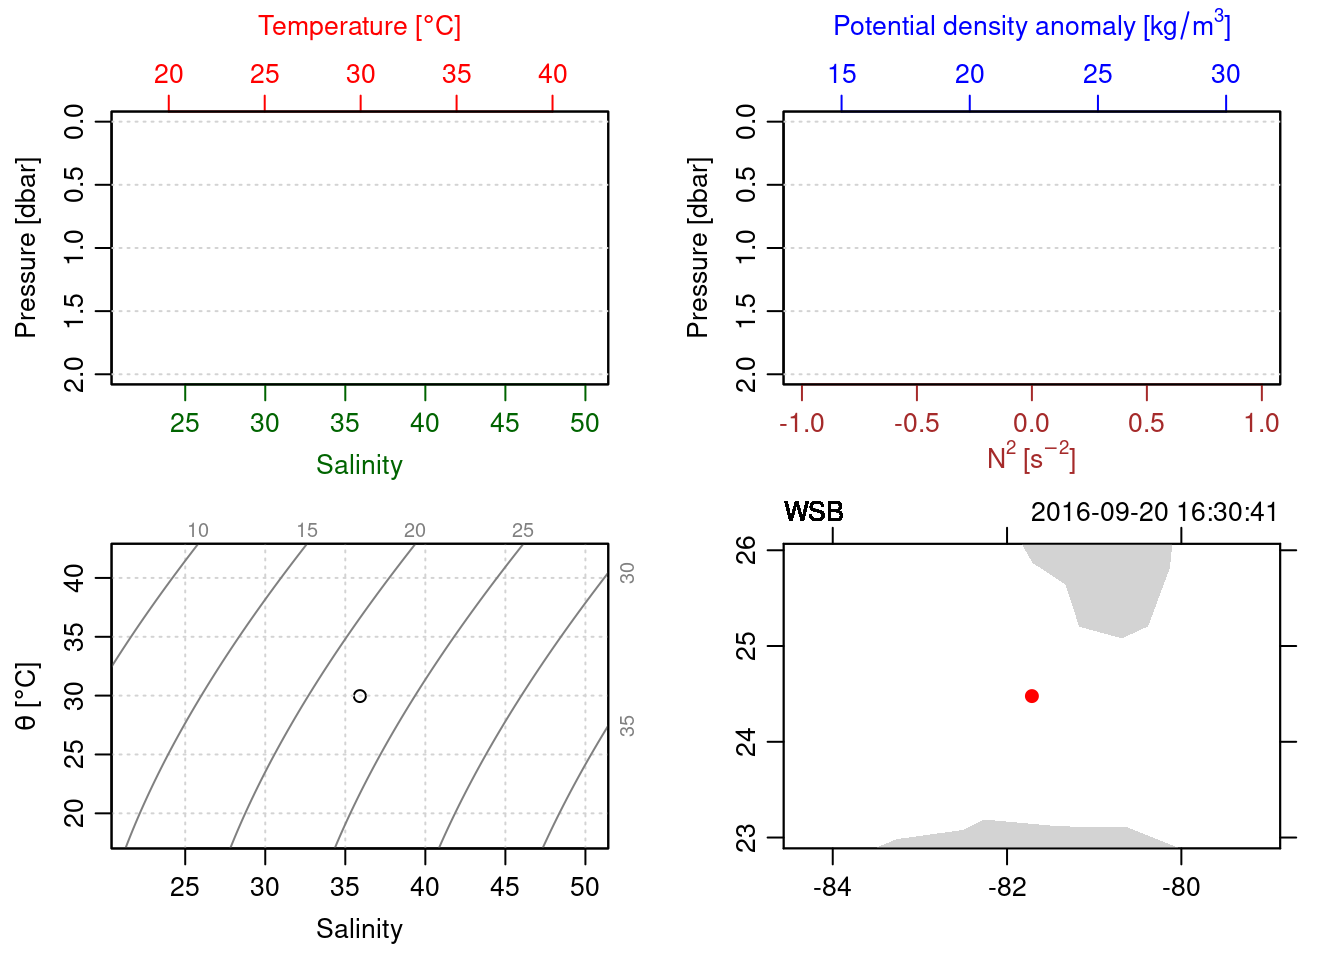 Temperature [°C]
20 25 30 35 40
Pressure [dbar]
0.0 0.5 1.0 1.5 2.0
25 30 35 40 45 50
Salinity
Potential density anomaly [kg/m³]
15 20 25 30
Pressure [dbar]
0.0 0.5 1.0 1.5 2.0
-1.0 -0.5 0.0 0.5 1.0
N² [s⁻²]
10 15 20 25
30
35
θ [°C]
40 35 30 25 20
25 30 35 40 45 50
Salinity
WSB 2016-09-20 16:30:41
26 25 24 23
-84 -82 -80